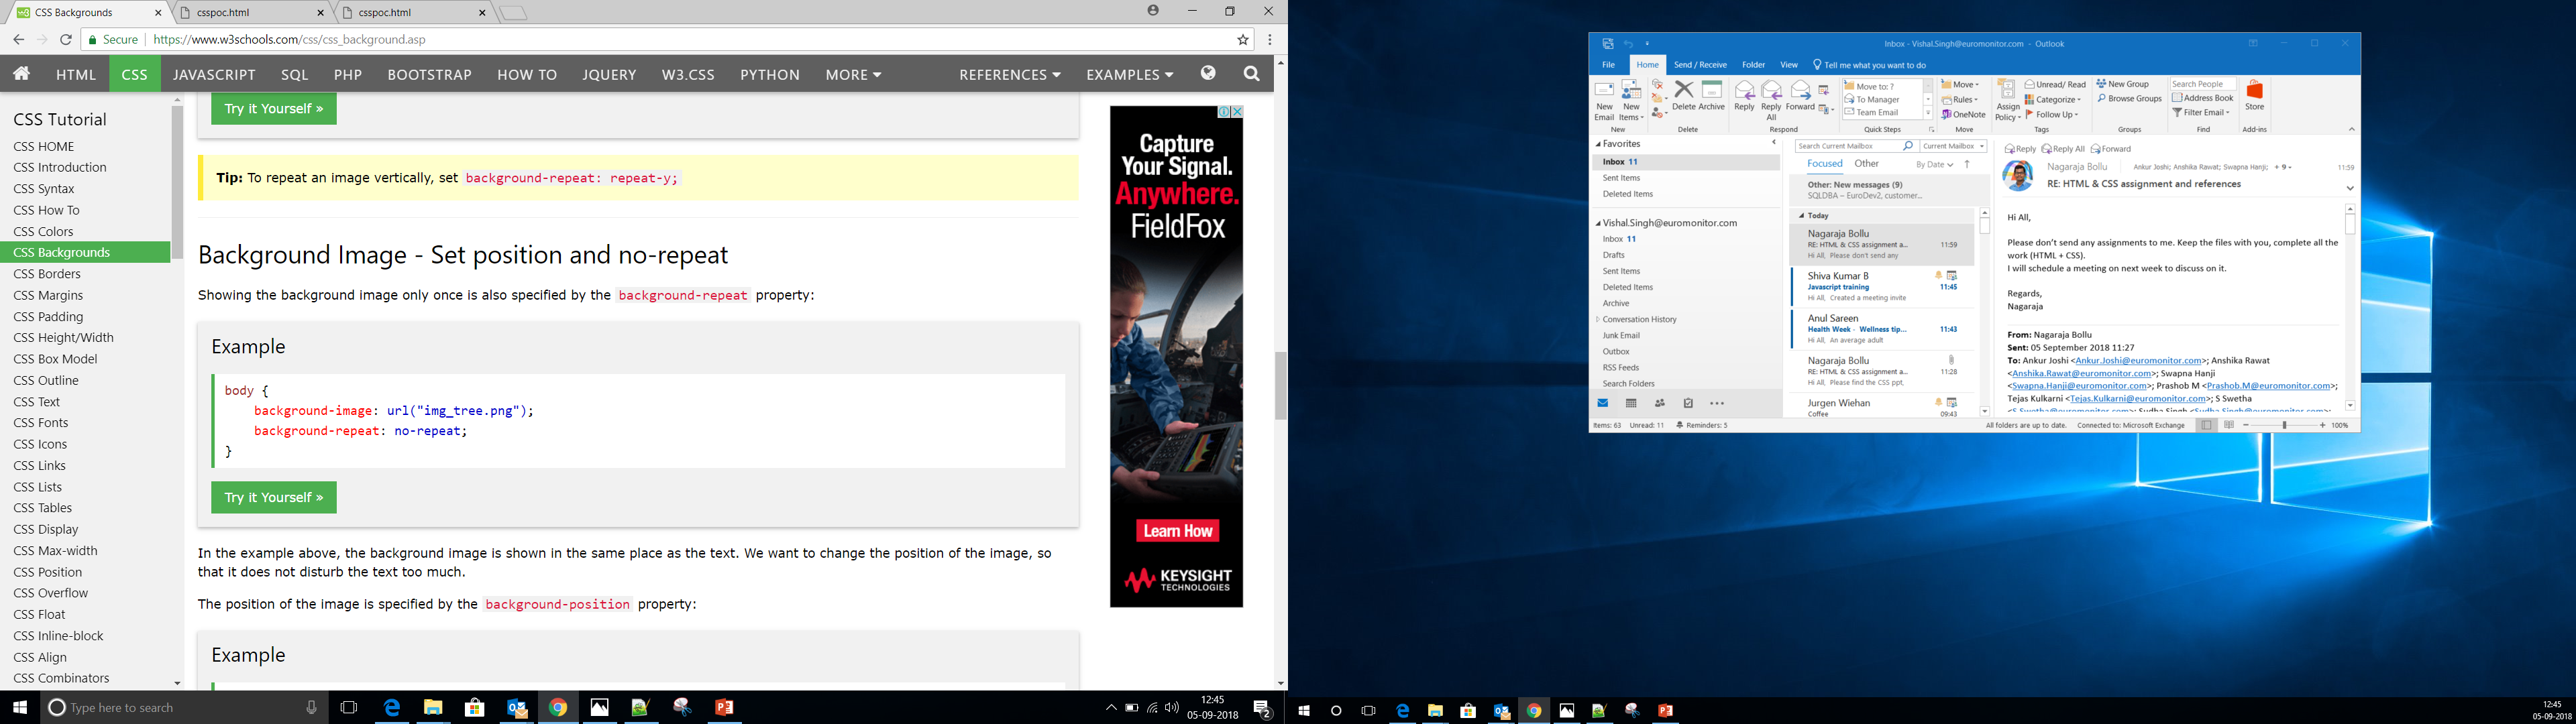 CSS Backgrounds
csspoc.html
csspoc.html
Secure https://www.w3schools.com/css/css_background.asp
HTML CSS JAVASCRIPT SQL PHP BOOTSTRAP HOW TO JQUERY W3.CSS PYTHON MORE REFERENCES EXAMPLES
CSS Tutorial
CSS HOME
CSS Introduction
CSS Syntax
CSS How To
CSS Colors
CSS Backgrounds
CSS Borders
CSS Margins
CSS Padding
CSS Height/Width
CSS Box Model
CSS Outline
CSS Text
CSS Fonts
CSS Icons
CSS Links
CSS Lists
CSS Tables
CSS Display
CSS Max-width
CSS Position
CSS Overflow
CSS Float
CSS Inline-block
CSS Align
CSS Combinators
Try it Yourself »
Tip: To repeat an image vertically, set background-repeat: repeat-y;
Background Image - Set position and no-repeat
Showing the background image only once is also specified by the background-repeat property:
Example
body {
background-image: url("img_tree.png");
background-repeat: no-repeat;
}
Try it Yourself »
In the example above, the background image is shown in the same place as the text. We want to change the position of the image, so
that it does not disturb the text too much.
The position of the image is specified by the background-position property:
Example
Capture
Your Signal.
Anywhere.
FieldFox
Learn How
KEYSIGHT
TECHNOLOGIES
Type here to search
12:45
05-09-2018
2
Inbox - Vishal.Singh@euromonitor.com - Outlook
File Home Send / Receive Folder View Tell me what you want to do
New Email
New Items
New
Delete Archive
Delete
Reply
Reply All
Forward
Respond
Move to: ?
To Manager
Team Email
Quick Steps
Move
Rules
OneNote
Move
Assign Policy
Unread/ Read
Categorize
Follow Up
Tags
New Group
Browse Groups
Groups
Search People
Address Book
Filter Email
Find
Store
Add-ins
Favorites
Inbox 11
Sent Items
Deleted Items
Vishal.Singh@euromonitor.com
Inbox 11
Drafts
Sent Items
Deleted Items
Archive
Conversation History
Junk Email
Outbox
RSS Feeds
Search Folders
Search Current Mailbox Current Mailbox
Focused Other By Date
Other: New messages (9)
SQLDBA – EuroDev2, customer...
Today
Nagaraja Bollu
RE: HTML & CSS assignment a... 11:59
Hi All, Please don't send any
Shiva Kumar B
Javascript training 11:45
Hi All, Created a meeting invite
Anul Sareen
Health Week - Wellness tip... 11:43
Hi All, An average adult
Nagaraja Bollu
RE: HTML & CSS assignment a... 11:28
Hi All, Please find the CSS ppt,
Jurgen Wiehan
Coffee 09:43
Reply Reply All Forward
Nagaraja Bollu Ankur Joshi; Anshika Rawat; Swapna Hanji; + 9 11:59
RE: HTML & CSS assignment and references
Hi All,
Please don't send any assignments to me. Keep the files with you, complete all the
work (HTML + CSS).
I will schedule a meeting on next week to discuss on it.
Regards,
Nagaraja
From: Nagaraja Bollu
Sent: 05 September 2018 11:27
To: Ankur Joshi <Ankur.Joshi@euromonitor.com>; Anshika Rawat
<Anshika.Rawat@euromonitor.com>; Swapna Hanji
<Swapna.Hanji@euromonitor.com>; Prashob M <Prashob.M@euromonitor.com>;
Tejas Kulkarni <Tejas.Kulkarni@euromonitor.com>; S Swetha
<S.Swetha@euromonitor.com>; Sudha Singh <Sudha.Singh@euromonitor.com>;
Items: 63 Unread: 11 Reminders: 5 All folders are up to date. Connected to: Microsoft Exchange 100%
12:45
05-09-2018